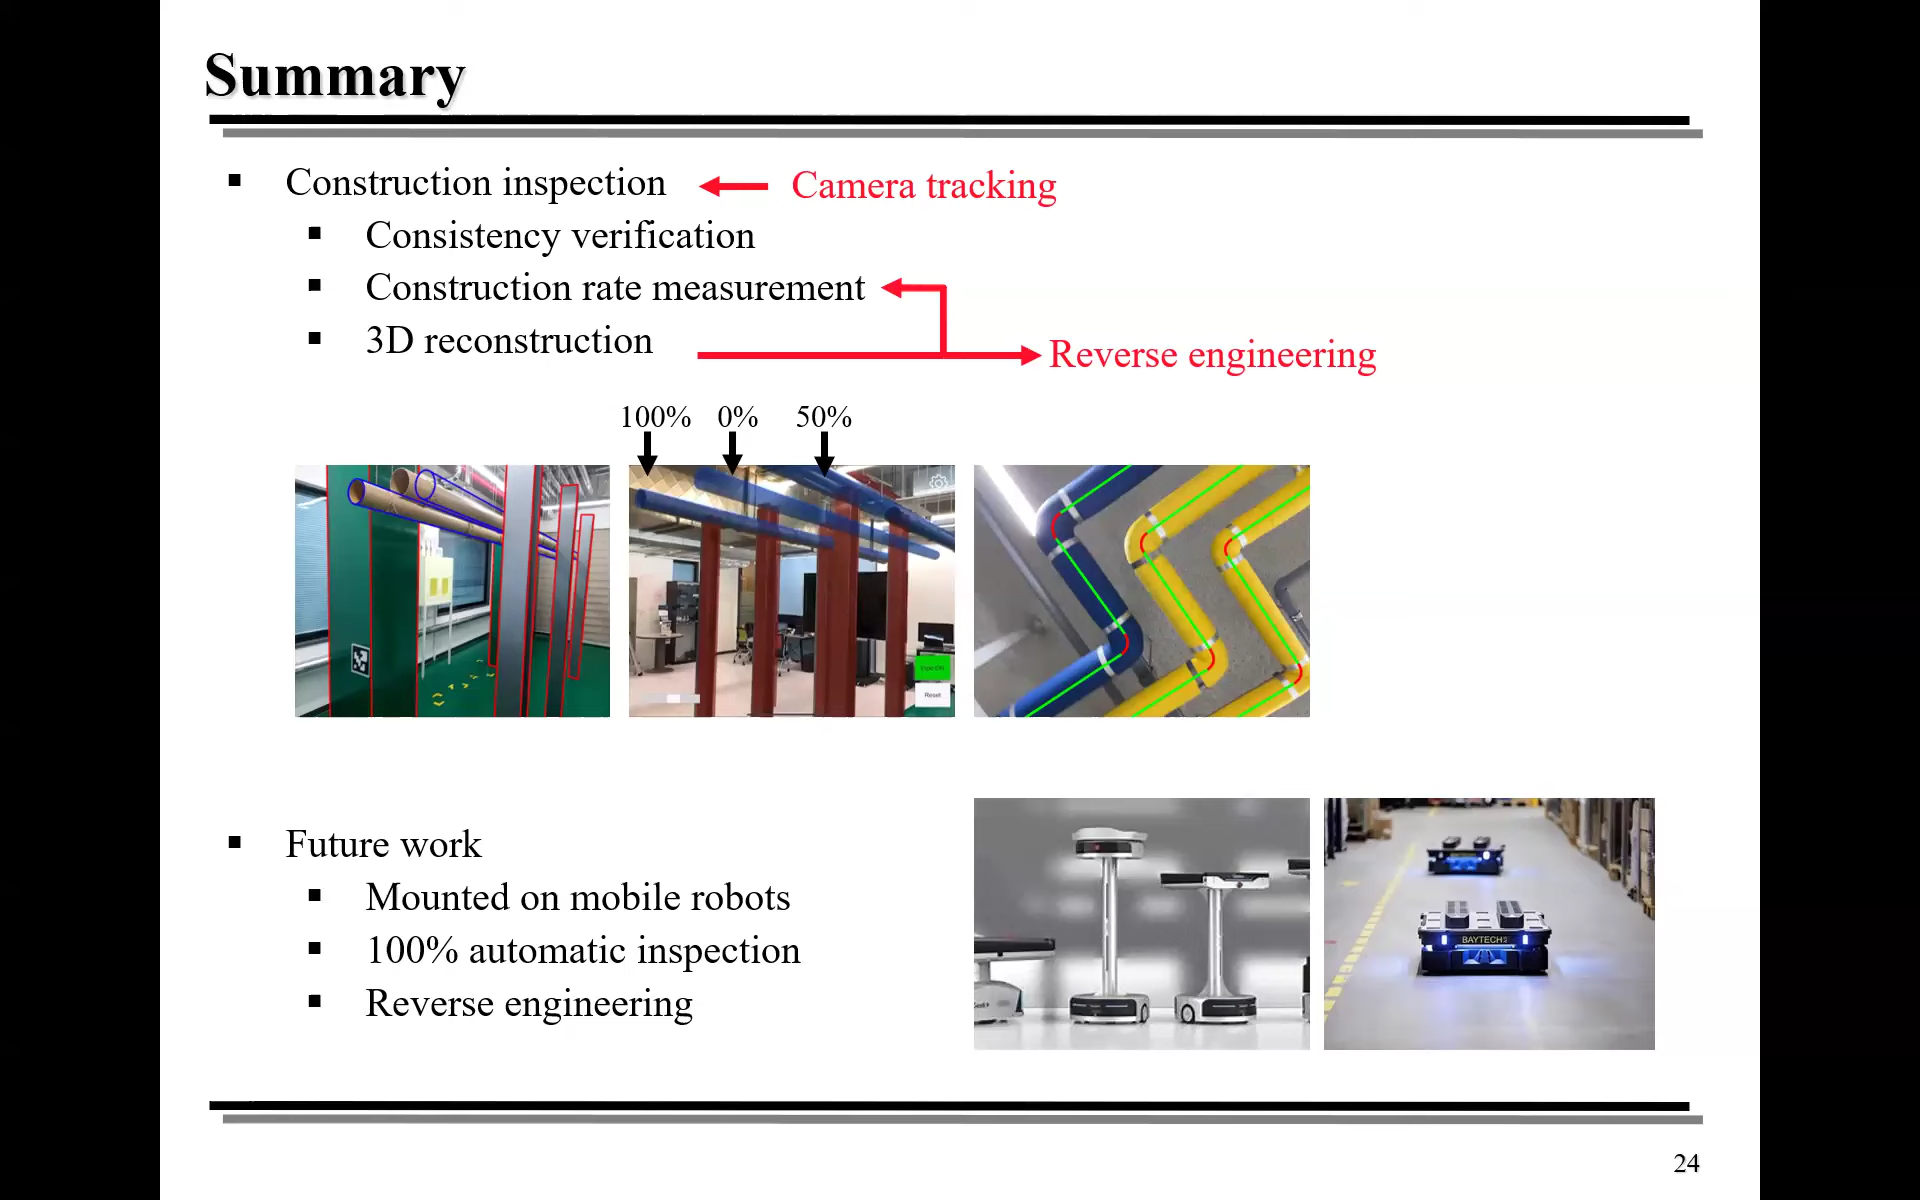 Summary
Construction inspection
Camera tracking
Consistency verification
Construction rate measurement
3D reconstruction
Reverse engineering
100% 0% 50%
Reset
Future work
Mounted on mobile robots
100% automatic inspection
Reverse engineering
BAYTECH
24